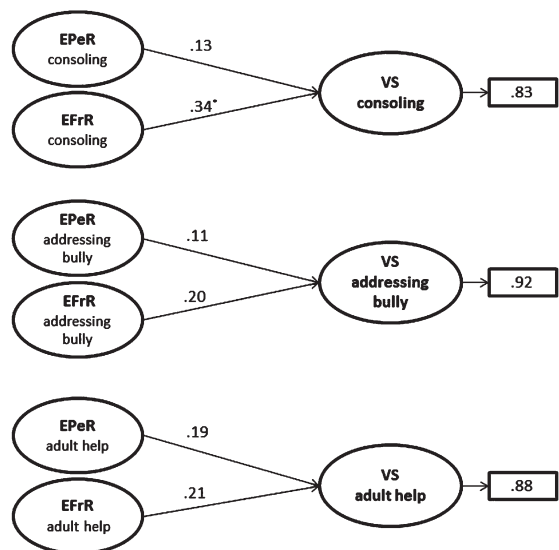 EPeR
consoling
.13
EFrR
consoling
.34*
VS
consoling
.83
EPeR
addressing
bully
.11
EFrR
addressing
bully
.20
VS
addressing
bully
.92
EPeR
adult help
.19
EFrR
adult help
.21
VS
adult help
.88